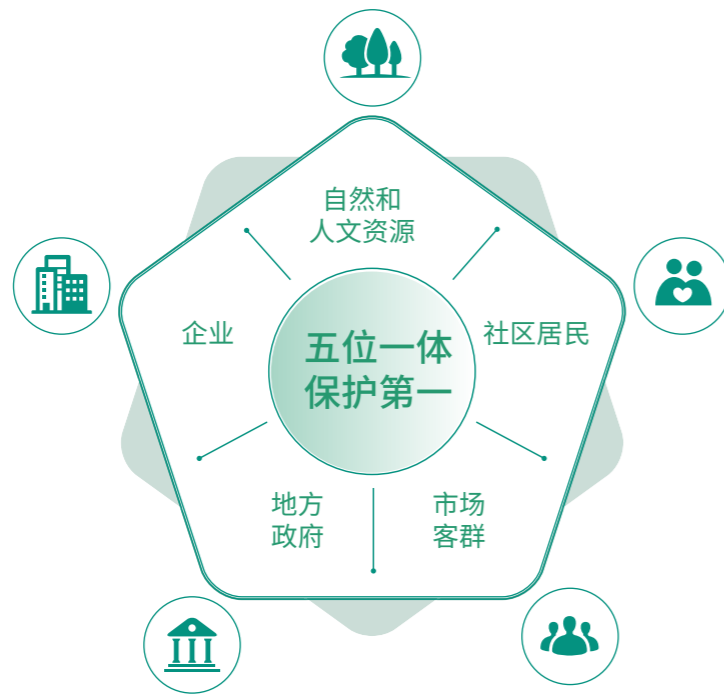 自然和
人文资源
企业
五位一体
保护第一
社区居民
地方
政府
市场
客群